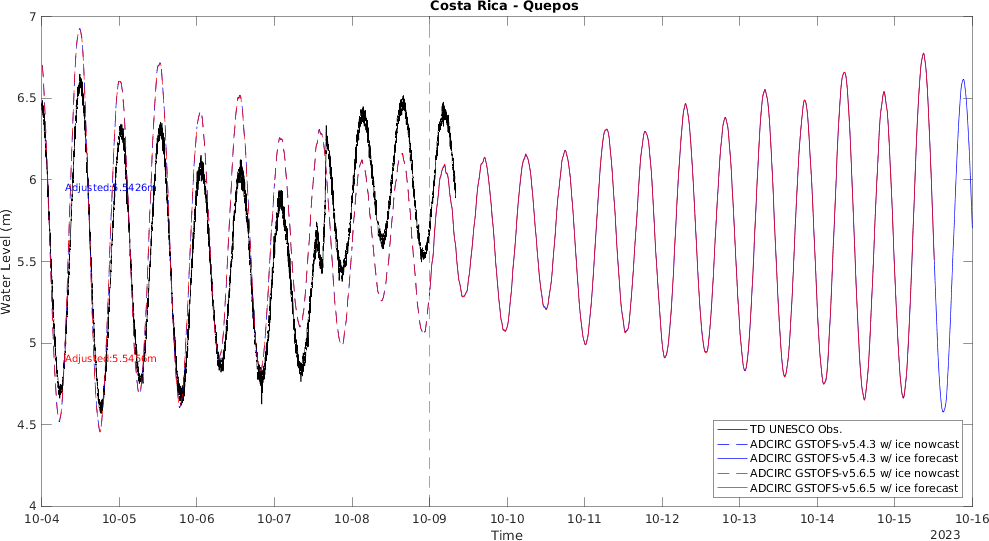 Costa Rica - Quepos
7
6.5
6
5.5
5
4.5
4
Water Level (m)
Adjusted:5.5426m
Adjusted:5.5456m
TD UNESCO Obs.
ADCIRC GSTOFS-v5.4.3 w/ ice nowcast
ADCIRC GSTOFS-v5.4.3 w/ ice forecast
ADCIRC GSTOFS-v5.6.5 w/ ice nowcast
ADCIRC GSTOFS-v5.6.5 w/ ice forecast
10-04 10-05 10-06 10-07 10-08 10-09 10-10 10-11 10-12 10-13 10-14 10-15 10-16
Time
2023